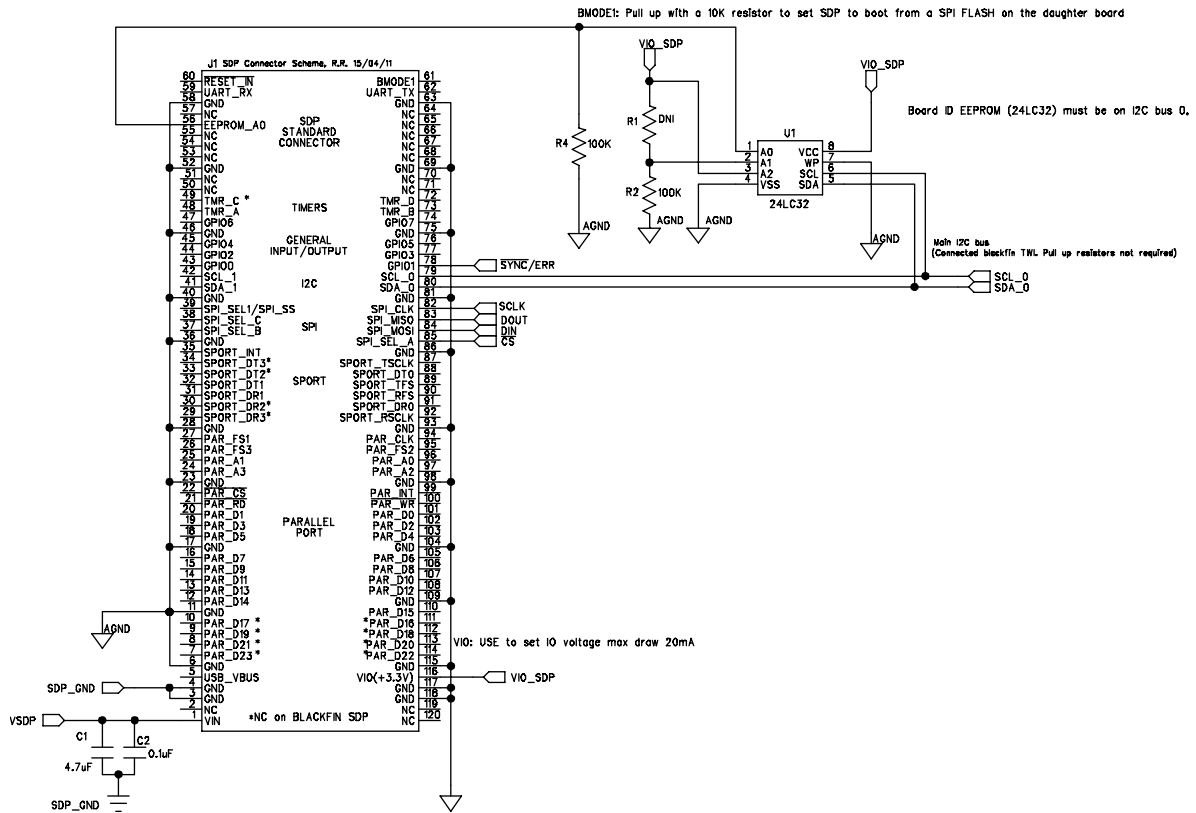 BMODE1: Pull up with a 10K resistor to set SDP to boot from a SPI FLASH on the daughter board
VIO_SDP
VIO_SDP
Board ID EEPROM (24LC32) must be on I2C bus 0.
J1 SDP Connector Scheme, R.R. 15/04/11
60 RESET_IN BMODE1 61
59 UART_RX UART_TX 62
58 GND GND 63
57 NC NC 64
56 EEPROM_A0 NC 65
55 NC NC 66
54 NC NC 67
53 NC NC 68
52 GND GND 69
51 NC NC 70
50 NC NC 71
49 TMR_C * TMR_D 72
48 TMR_A TMR_B 73
47 GPIO6 GPIO7 74
46 GND GND 75
45 GPIO4 GPIO5 76
44 GPIO2 GPIO3 77
43 GPIO0 GPIO1 78
42 SCL_1 SCL_0 79
41 SDA_1 SDA_0 80
40 GND GND 81
39 SPI_SEL1/SPI_SS SPI_CLK 82
38 SPI_SEL_C SPI_MISO 83
37 SPI_SEL_B SPI_MOSI 84
36 GND SPI_SEL_A 85
35 SPORT_INT GND 86
34 SPORT_DT3* SPORT_TSCLK 87
33 SPORT_DT2* SPORT_DT0 88
32 SPORT_DT1 SPORT_TFS 89
31 SPORT_DR1 SPORT_RFS 90
30 SPORT_DR2* SPORT_DR0 91
29 SPORT_DR3* SPORT_RSCLK 92
28 GND GND 93
27 PAR_FS1 PAR_CLK 94
26 PAR_FS3 PAR_FS2 95
25 PAR_A1 PAR_A0 96
24 PAR_A3 PAR_A2 97
23 GND GND 98
22 PAR_CS PAR_INT 99
21 PAR_RD PAR_WR 100
20 PAR_D1 PAR_D0 101
19 PAR_D3 PAR_D2 102
18 PAR_D5 PAR_D4 103
17 GND GND 104
16 PAR_D7 PAR_D6 105
15 PAR_D9 PAR_D8 106
14 PAR_D11 PAR_D10 107
13 PAR_D13 PAR_D12 108
12 PAR_D14 GND 109
11 GND PAR_D15 110
10 PAR_D17 * *PAR_D16 111
9 PAR_D19 * *PAR_D18 112
8 PAR_D21 * *PAR_D20 113
7 PAR_D23 * *PAR_D22 114
6 GND GND 115
5 USB_VBUS VIO(+3.3V) 116
4 GND GND 117
3 GND GND 118
2 NC NC 119
1 VIN NC 120
SDP
STANDARD
CONNECTOR
TIMERS
GENERAL
INPUT/OUTPUT
I2C
SPI
SPORT
PARALLEL
PORT
*NC on BLACKFIN SDP
R4 100K
AGND
R1 DNI
R2 100K
AGND
AGND
U1
1 A0 VCC 8
2 A1 WP 7
3 A2 SCL 6
4 VSS SDA 5
24LC32
AGND
Main I2C bus
(Connected blackfin TWL Pull up resistors not required)
SYNC/ERR
SCL_0
SDA_0
SCLK
DOUT
DIN
CS
AGND
VIO: USE to set IO voltage max draw 20mA
VIO_SDP
SDP_GND
VSDP
C1
4.7uF
C2
0.1uF
SDP_GND